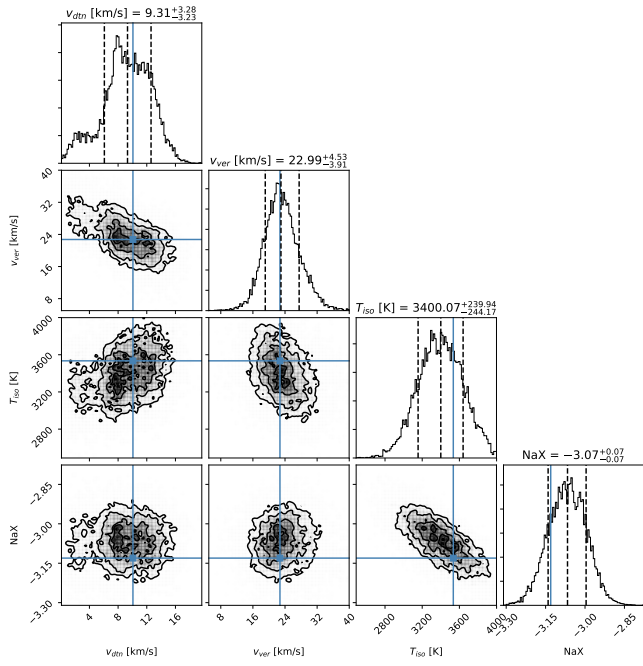 v_dtn [km/s] = 9.31^{+3.28}_{−3.23}
v_ver [km/s] = 22.99^{+4.53}_{−3.91}
40
32
24
16
8
v_ver [km/s]
T_iso [K] = 3400.07^{+239.94}_{−244.17}
4000
3600
3200
2800
T_iso [K]
NaX = −3.07^{+0.07}_{−0.07}
−2.85
−3.00
−3.15
−3.30
NaX
4 8 12 16
8 16 24 32 40
2800 3200 3600 4000
−3.30 −3.15 −3.00 −2.85
v_dtn [km/s] v_ver [km/s] T_iso [K] NaX